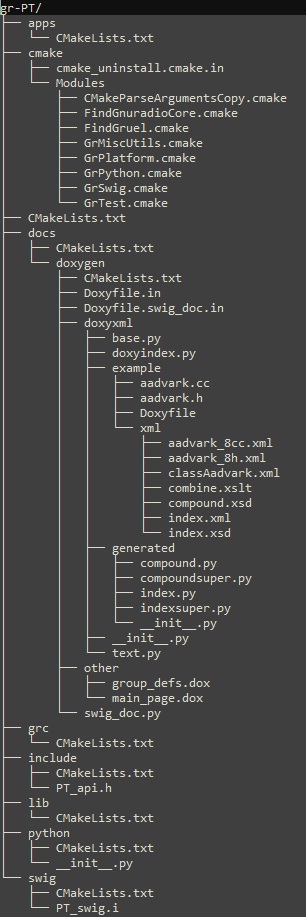 gr-PT/
├── apps
│   └── CMakeLists.txt
├── cmake
│   ├── cmake_uninstall.cmake.in
│   └── Modules
│       ├── CMakeParseArgumentsCopy.cmake
│       ├── FindGnuradioCore.cmake
│       ├── FindGruel.cmake
│       ├── GrMiscUtils.cmake
│       ├── GrPlatform.cmake
│       ├── GrPython.cmake
│       ├── GrSwig.cmake
│       └── GrTest.cmake
├── CMakeLists.txt
├── docs
│   ├── CMakeLists.txt
│   └── doxygen
│       ├── CMakeLists.txt
│       ├── Doxyfile.in
│       ├── Doxyfile.swig_doc.in
│       ├── doxyxml
│       │   ├── base.py
│       │   ├── doxyindex.py
│       │   ├── example
│       │   │   ├── aadvark.cc
│       │   │   ├── aadvark.h
│       │   │   ├── Doxyfile
│       │   │   └── xml
│       │   │       ├── aadvark_8cc.xml
│       │   │       ├── aadvark_8h.xml
│       │   │       ├── classAadvark.xml
│       │   │       ├── combine.xslt
│       │   │       ├── compound.xsd
│       │   │       ├── index.xml
│       │   │       └── index.xsd
│       │   ├── generated
│       │   │   ├── compound.py
│       │   │   ├── compoundsuper.py
│       │   │   ├── index.py
│       │   │   ├── indexsuper.py
│       │   │   └── __init__.py
│       │   ├── __init__.py
│       │   └── text.py
│       ├── other
│       │   ├── group_defs.dox
│       │   └── main_page.dox
│       └── swig_doc.py
├── grc
│   └── CMakeLists.txt
├── include
│   ├── CMakeLists.txt
│   └── PT_api.h
├── lib
│   └── CMakeLists.txt
├── python
│   ├── CMakeLists.txt
│   └── __init__.py
└── swig
    ├── CMakeLists.txt
    └── PT_swig.i